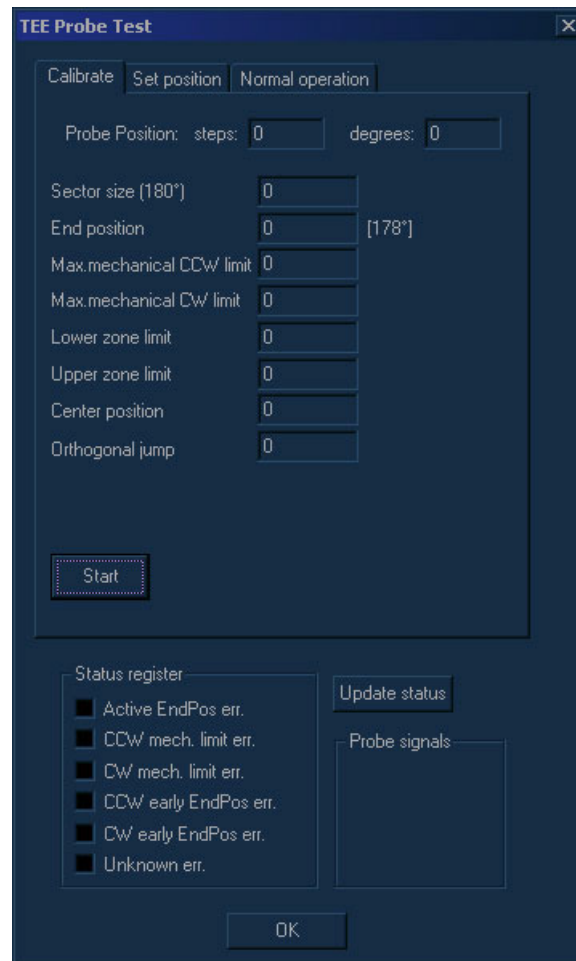 TEE Probe Test
Calibrate Set position Normal operation
Probe Position: steps: 0 degrees: 0
Sector size (180°) 0
End position 0 [178°]
Max.mechanical CCW limit 0
Max.mechanical CW limit 0
Lower zone limit 0
Upper zone limit 0
Center position 0
Orthogonal jump 0
Start
Status register
Update status
Active EndPos err.
CCW mech. limit err.
Probe signals
CW mech. limit err.
CCW early EndPos err.
CW early EndPos err.
Unknown err.
OK